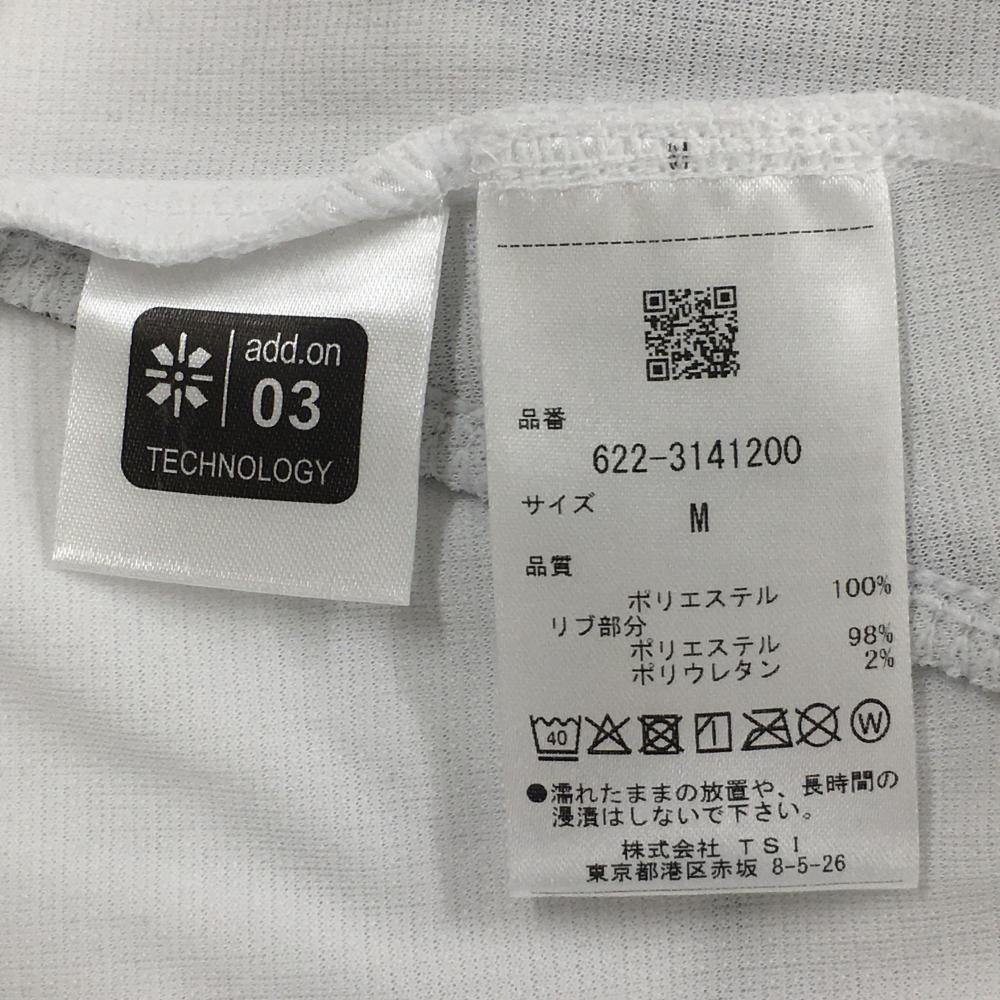 add.on
03
TECHNOLOGY
品番
622-3141200
サイズ
M
品質
ポリエステル 100%
リブ部分
ポリエステル 98%
ポリウレタン 2%
40
W
●濡れたままの放置や、長時間の
浸漬はしないで下さい。
株式会社 TSI
東京都港区赤坂 8-5-26